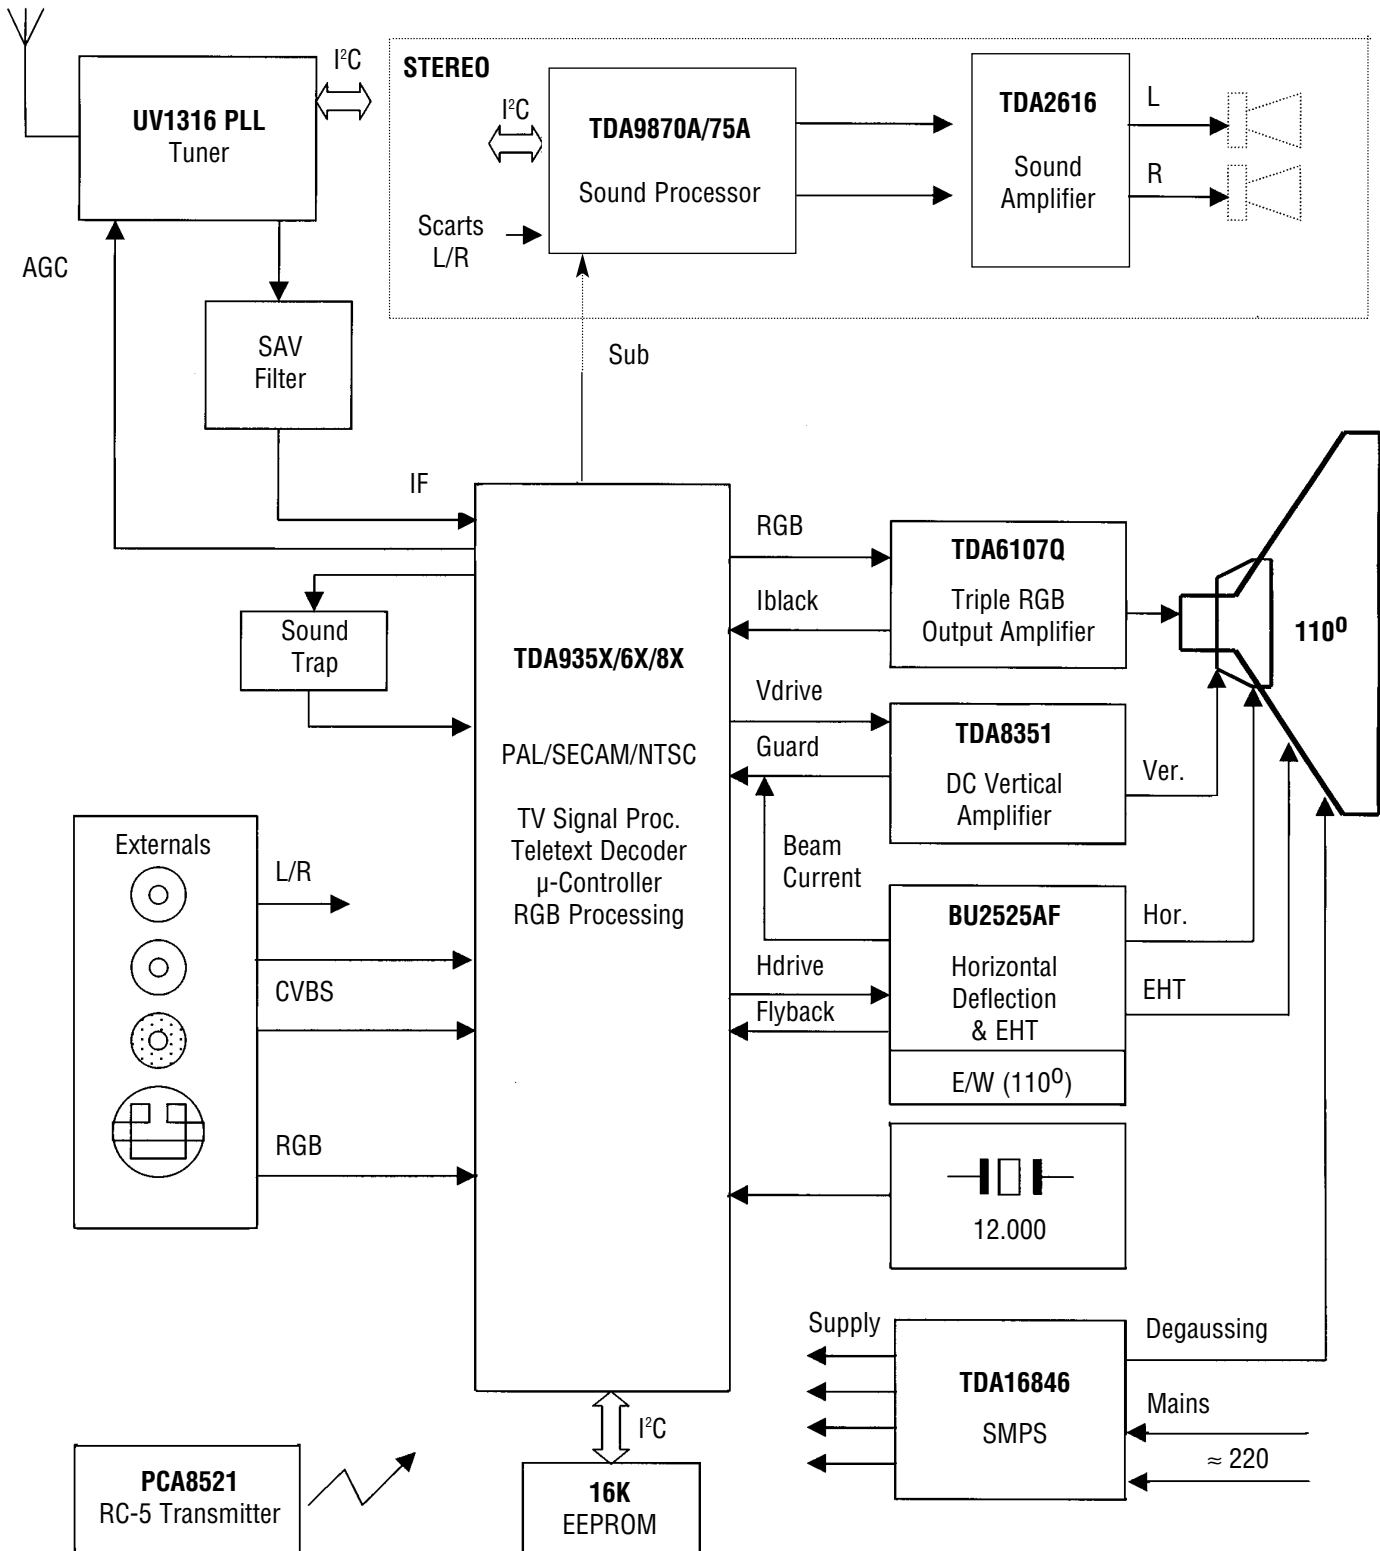 UV1316 PLL
Tuner
I²C
STEREO
I²C
TDA9870A/75A
Sound Processor
Scarts
L/R
TDA2616
Sound
Amplifier
L
R
AGC
SAV
Filter
Sub
IF
Sound
Trap
TDA935X/6X/8X
PAL/SECAM/NTSC
TV Signal Proc.
Teletext Decoder
µ-Controller
RGB Processing
RGB
Iblack
TDA6107Q
Triple RGB
Output Amplifier
110⁰
Vdrive
Guard
TDA8351
DC Vertical
Amplifier
Ver.
Beam
Current
BU2525AF
Horizontal
Deflection
& EHT
E/W (110⁰)
Hor.
EHT
Hdrive
Flyback
Externals
L/R
CVBS
RGB
12.000
Supply
TDA16846
SMPS
Degaussing
Mains
≈ 220
I²C
16K
EEPROM
PCA8521
RC-5 Transmitter